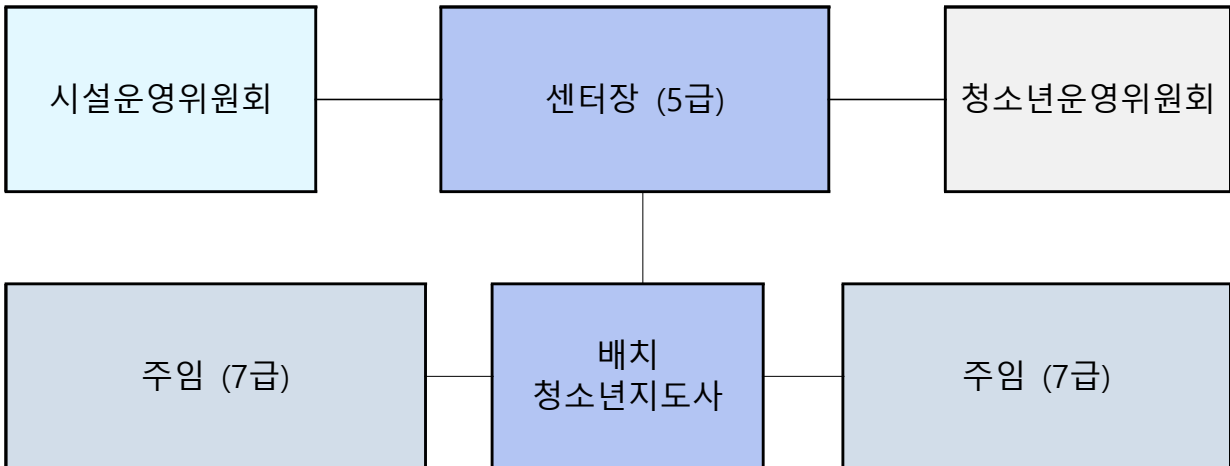 시설운영위원회
센터장 (5급)
청소년운영위원회
주임 (7급)
배치
청소년지도사
주임 (7급)